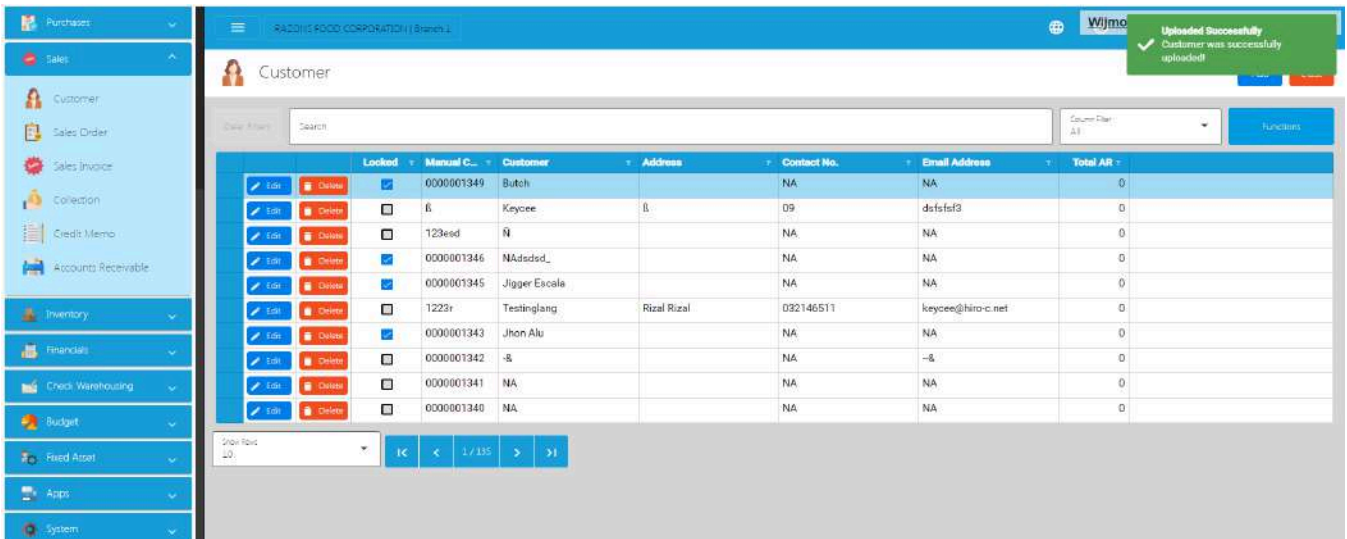 Purchases
Sales
Customer
Sales Order
Sales Invoice
Collection
Credit Memo
Accounts Receivable
Inventory
Financials
Check Warehousing
Budget
Fixed Asset
Apps
System
RAZONS FOOD CORPORATION | Branch 1
Wijmo
Uploaded Successfully
Customer was successfully
uploaded!
Customer
Search
Column Filter
All
Functions
Locked Manual C... Customer Address Contact No. Email Address Total AR
Edit Delete 0000001349 Butch NA NA 0
Edit Delete ß Keycee ß 09 dsfsfsf3 0
Edit Delete 123esd Ñ NA NA 0
Edit Delete 0000001346 NAdsdsd_ NA NA 0
Edit Delete 0000001345 Jigger Escala NA NA 0
Edit Delete 1223r Testinglang Rizal Rizal 032146511 keycee@hiro-c.net 0
Edit Delete 0000001343 Jhon Alu NA NA 0
Edit Delete 0000001342 -& NA --& 0
Edit Delete 0000001341 NA NA NA 0
Edit Delete 0000001340 NA NA NA 0
Show Rows
10
1 / 135